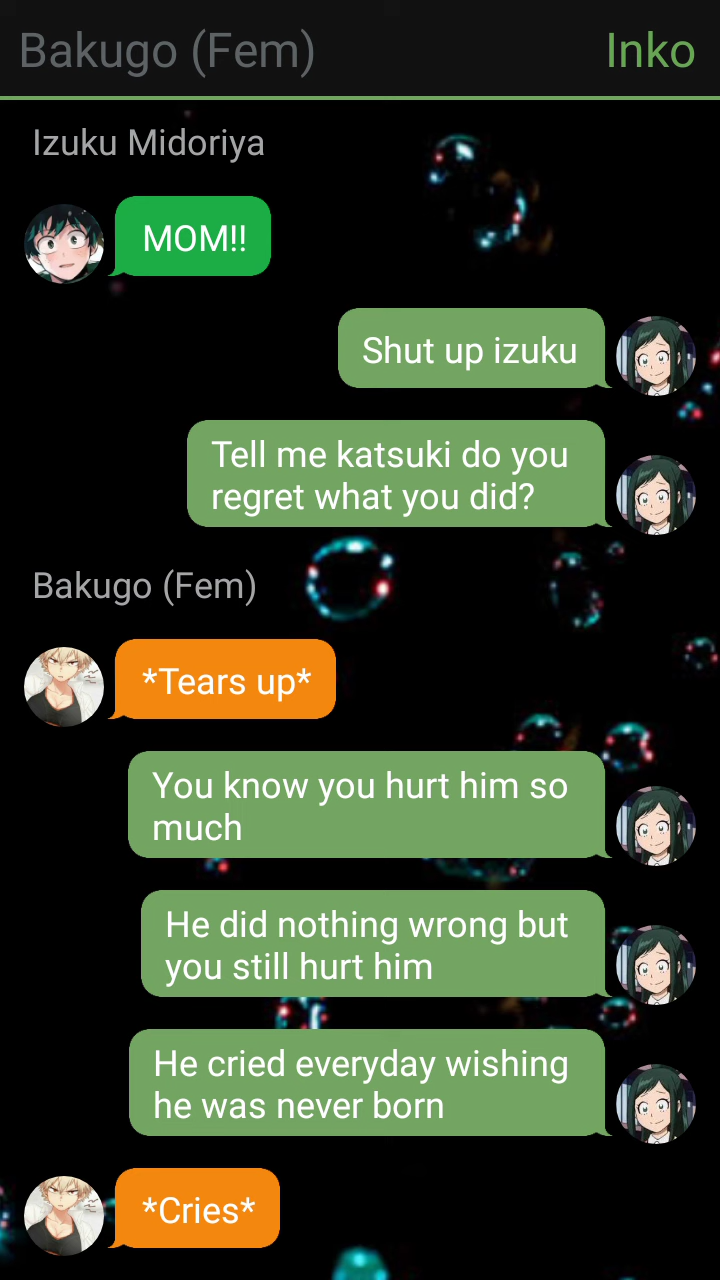 Bakugo (Fem)
Inko
Izuku Midoriya
MOM!!
Shut up izuku
Tell me katsuki do you
regret what you did?
Bakugo (Fem)
*Tears up*
You know you hurt him so
much
He did nothing wrong but
you still hurt him
He cried everyday wishing
he was never born
*Cries*